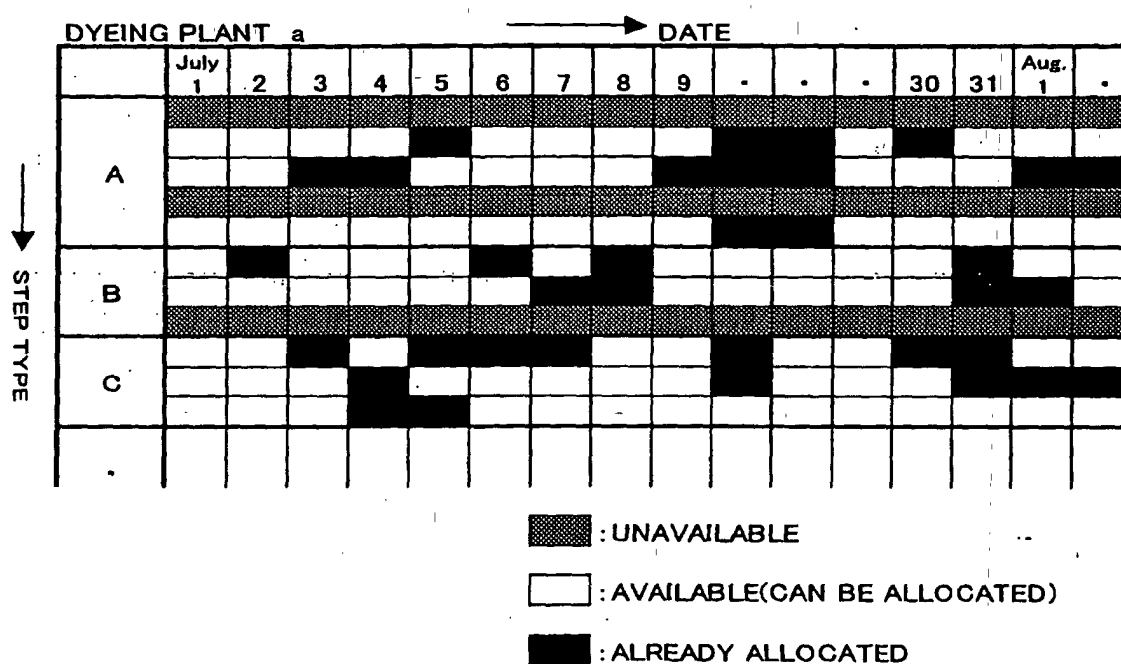 DYEING PLANT a → DATE
July 1 2 3 4 5 6 7 8 9 · · · 30 31 Aug. 1 ·
A
B
C
·
STEP TYPE
: UNAVAILABLE
: AVAILABLE(CAN BE ALLOCATED)
: ALREADY ALLOCATED